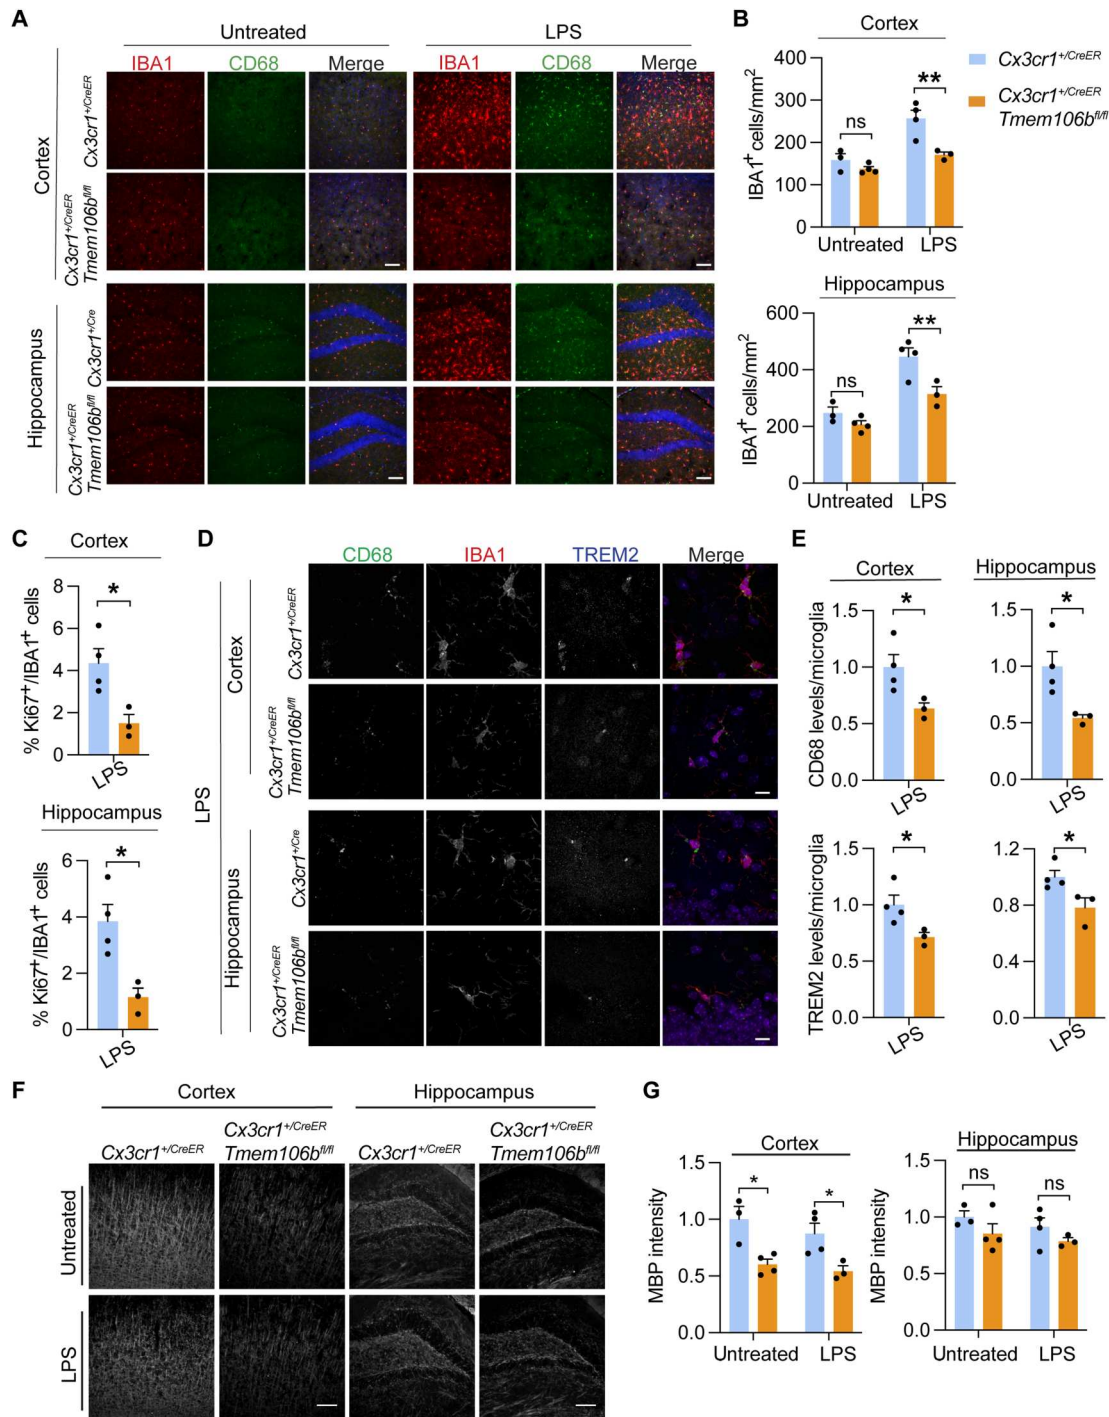 A
Untreated
LPS
IBA1 CD68 Merge
IBA1 CD68 Merge
Cortex
Cx3cr1+/CreER
Cx3cr1+/CreER
Tmem106bfl/fl
Hippocampus
Cx3cr1+/Cre
Cx3cr1+/CreER
Tmem106bfl/fl
B
Cortex
IBA1+ cells/mm2
400
300
200
100
0
ns
**
Untreated LPS
Cx3cr1+/CreER
Cx3cr1+/CreER
Tmem106bfl/fl
Hippocampus
IBA1+ cells/mm2
600
400
200
0
ns
**
Untreated LPS
C
Cortex
% Ki67+/IBA1+ cells
8
6
4
2
0
*
LPS
Hippocampus
% Ki67+/IBA1+ cells
6
4
2
0
*
LPS
D
CD68 IBA1 TREM2 Merge
LPS
Cortex
Cx3cr1+/CreER
Cx3cr1+/CreER
Tmem106bfl/fl
Hippocampus
Cx3cr1+/Cre
Cx3cr1+/CreER
Tmem106bfl/fl
E
Cortex
CD68 levels/microglia
1.5
1.0
0.5
0.0
*
LPS
Hippocampus
1.5
1.0
0.5
0.0
*
LPS
TREM2 levels/microglia
1.5
1.0
0.5
0.0
*
LPS
1.2
0.8
0.4
0.0
*
LPS
F
Cortex
Hippocampus
Cx3cr1+/CreER
Cx3cr1+/CreER
Tmem106bfl/fl
Cx3cr1+/CreER
Cx3cr1+/CreER
Tmem106bfl/fl
Untreated
LPS
G
Cortex
MBP intensity
1.5
1.0
0.5
0.0
*
*
Untreated LPS
Hippocampus
MBP intensity
1.5
1.0
0.5
0.0
ns
ns
Untreated LPS